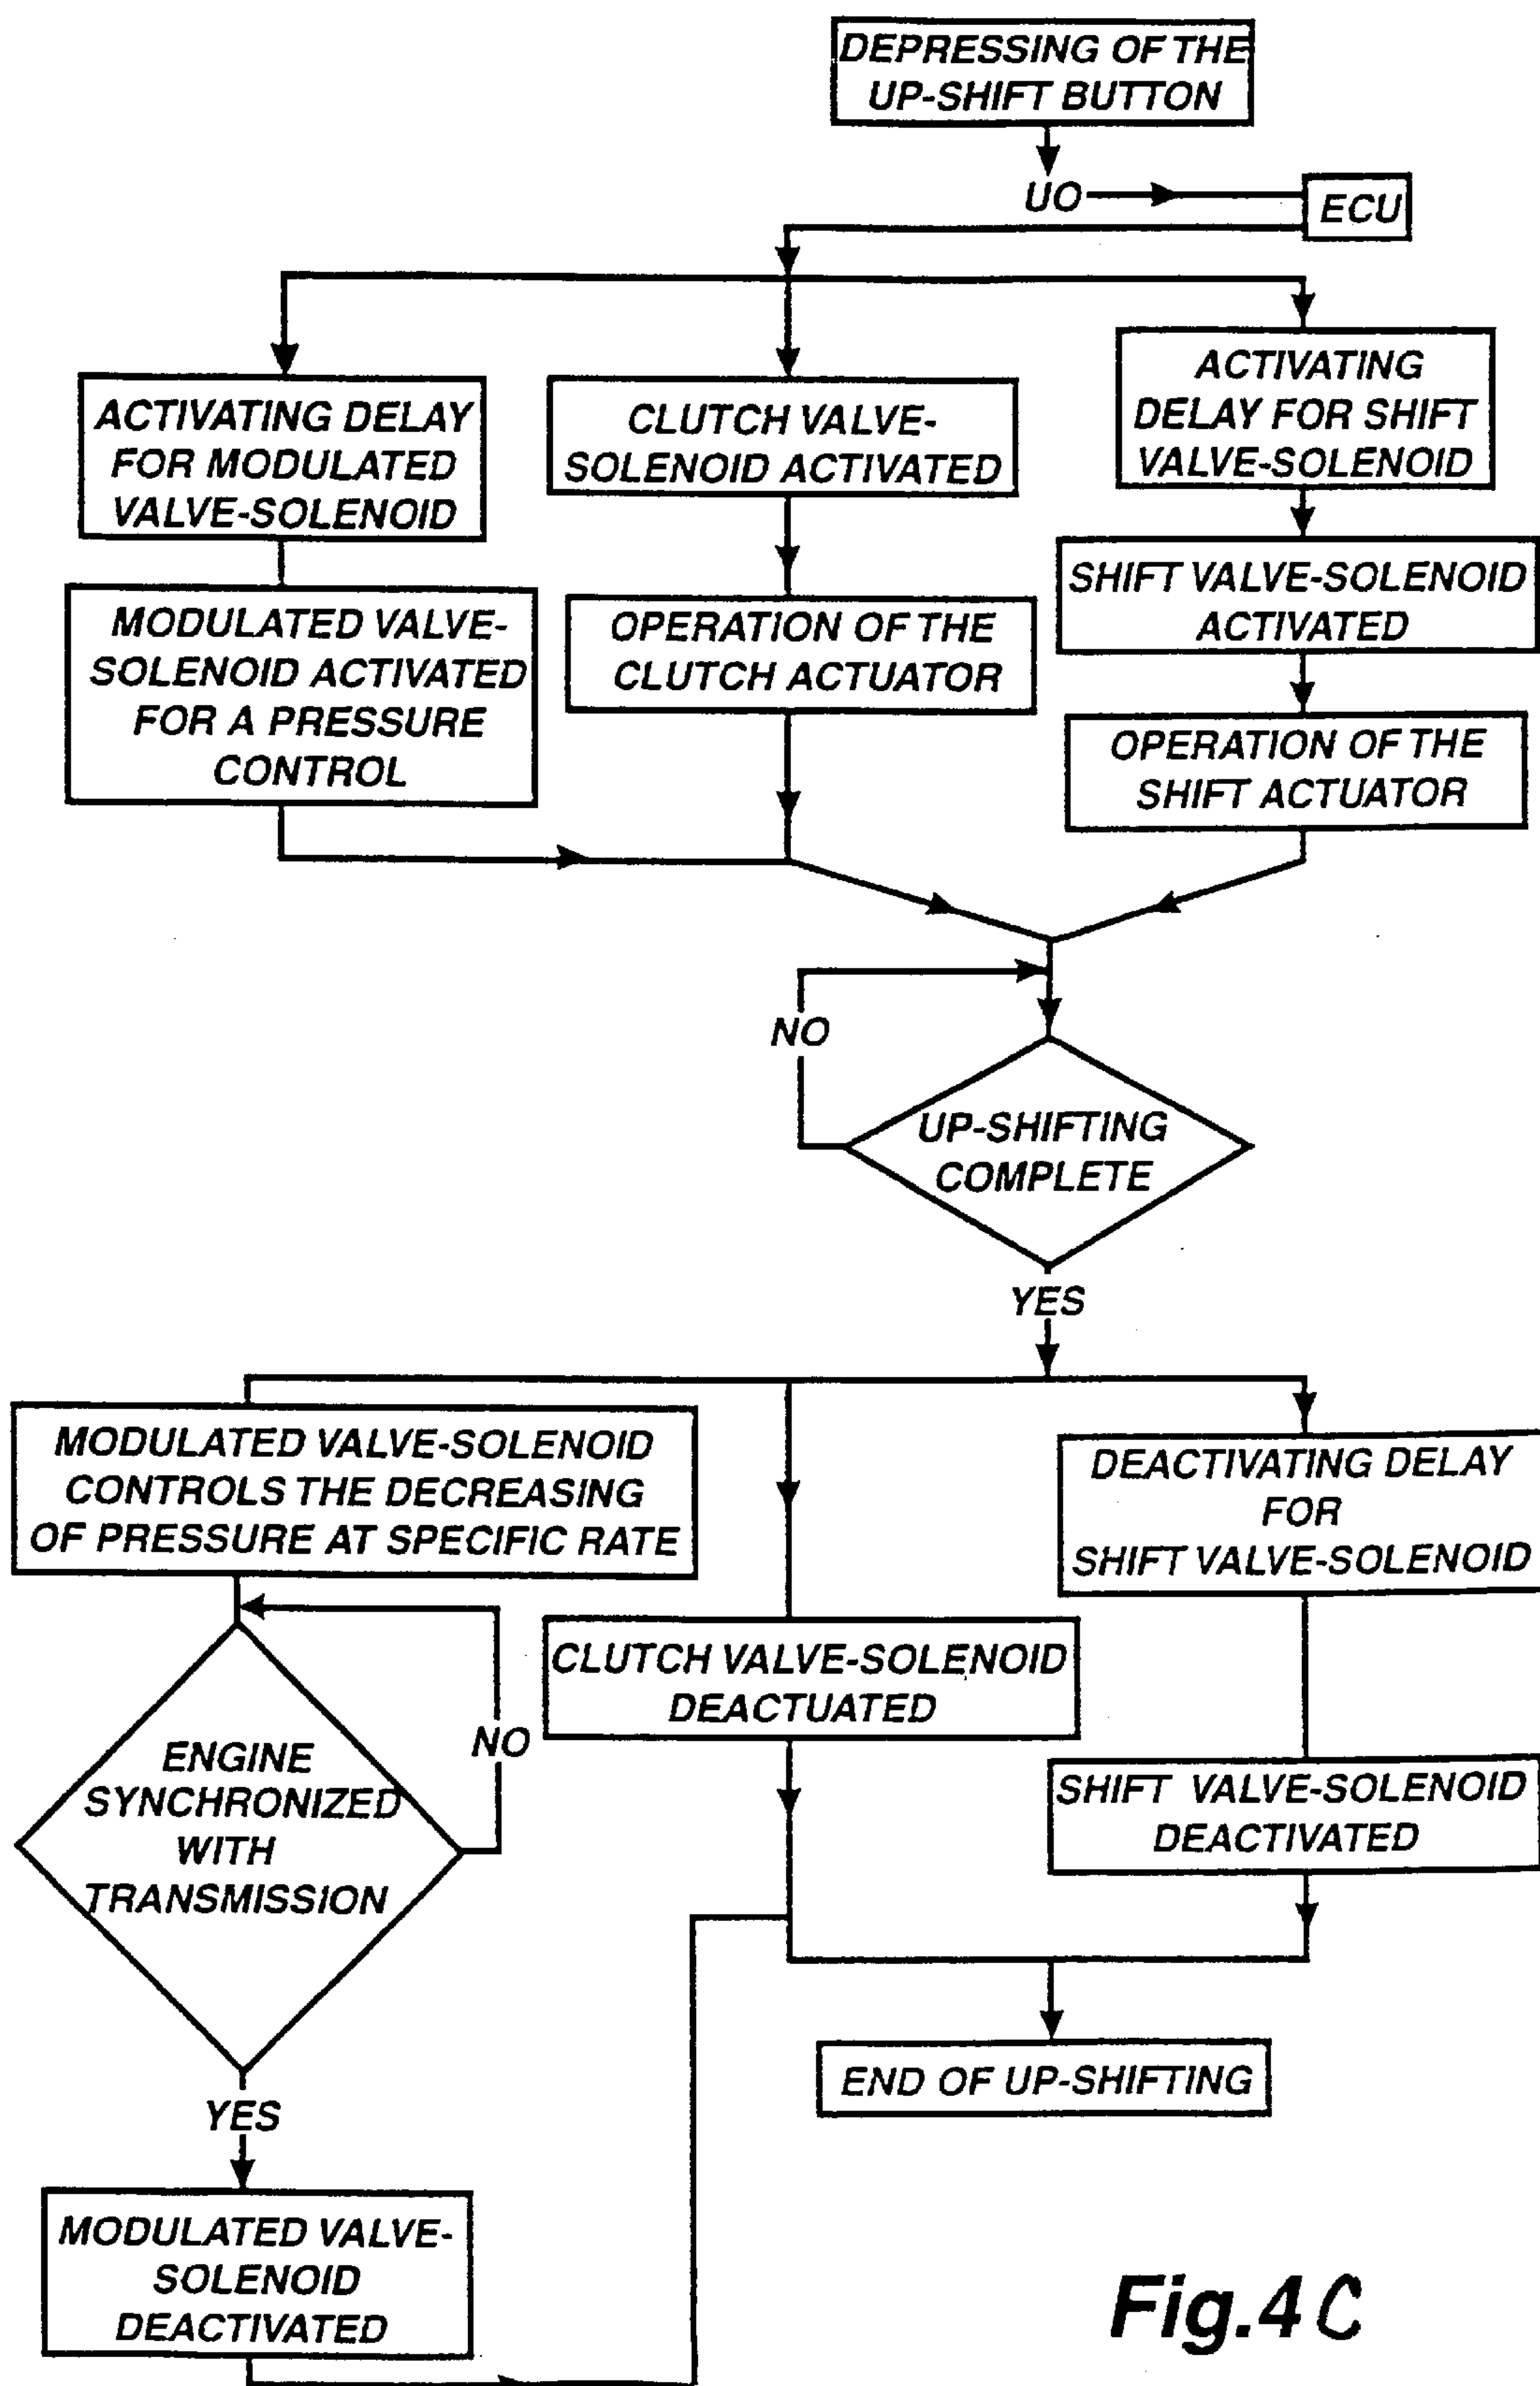 DEPRESSING OF THE
UP-SHIFT BUTTON
UO
ECU
ACTIVATING DELAY
FOR MODULATED
VALVE-SOLENOID
CLUTCH VALVE-
SOLENOID ACTIVATED
ACTIVATING
DELAY FOR SHIFT
VALVE-SOLENOID
MODULATED VALVE-
SOLENOID ACTIVATED
FOR A PRESSURE
CONTROL
OPERATION OF THE
CLUTCH ACTUATOR
SHIFT VALVE-SOLENOID
ACTIVATED
OPERATION OF THE
SHIFT ACTUATOR
NO
UP-SHIFTING
COMPLETE
YES
MODULATED VALVE-SOLENOID
CONTROLS THE DECREASING
OF PRESSURE AT SPECIFIC RATE
DEACTIVATING DELAY
FOR
SHIFT VALVE-SOLENOID
CLUTCH VALVE-SOLENOID
DEACTUATED
NO
ENGINE
SYNCHRONIZED
WITH
TRANSMISSION
SHIFT VALVE-SOLENOID
DEACTIVATED
END OF UP-SHIFTING
YES
MODULATED VALVE-
SOLENOID
DEACTIVATED
Fig.4C